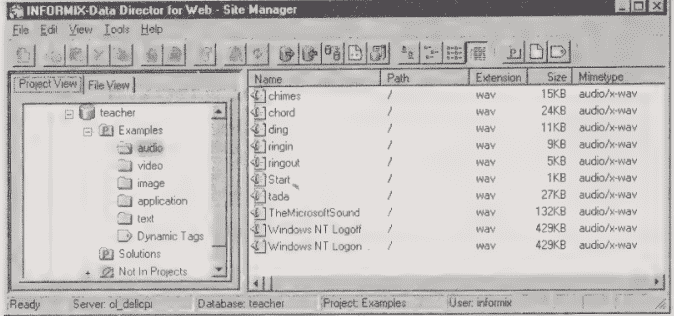 INFORMIX-Data Director for Web - Site Manager
File Edit View Tools Help
Project View File View
teacher
Examples
audio
video
image
application
text
Dynamic Tags
Solutions
Not In Projects
Name Path Extension Size Mimetype
chimes / wav 15KB audio/x-wav
chord / wav 24KB audio/x-wav
ding / wav 11KB audio/x-wav
ringin / wav 9KB audio/x-wav
ringout / wav 5KB audio/x-wav
Start / wav 1KB audio/x-wav
tada / wav 27KB audio/x-wav
TheMicrosoftSound / wav 132KB audio/x-wav
Windows NT Logoff / wav 429KB audio/x-wav
Windows NT Logon / wav 429KB audio/x-wav
Ready Server: ol_delicpi Database: teacher Project: Examples User: informix